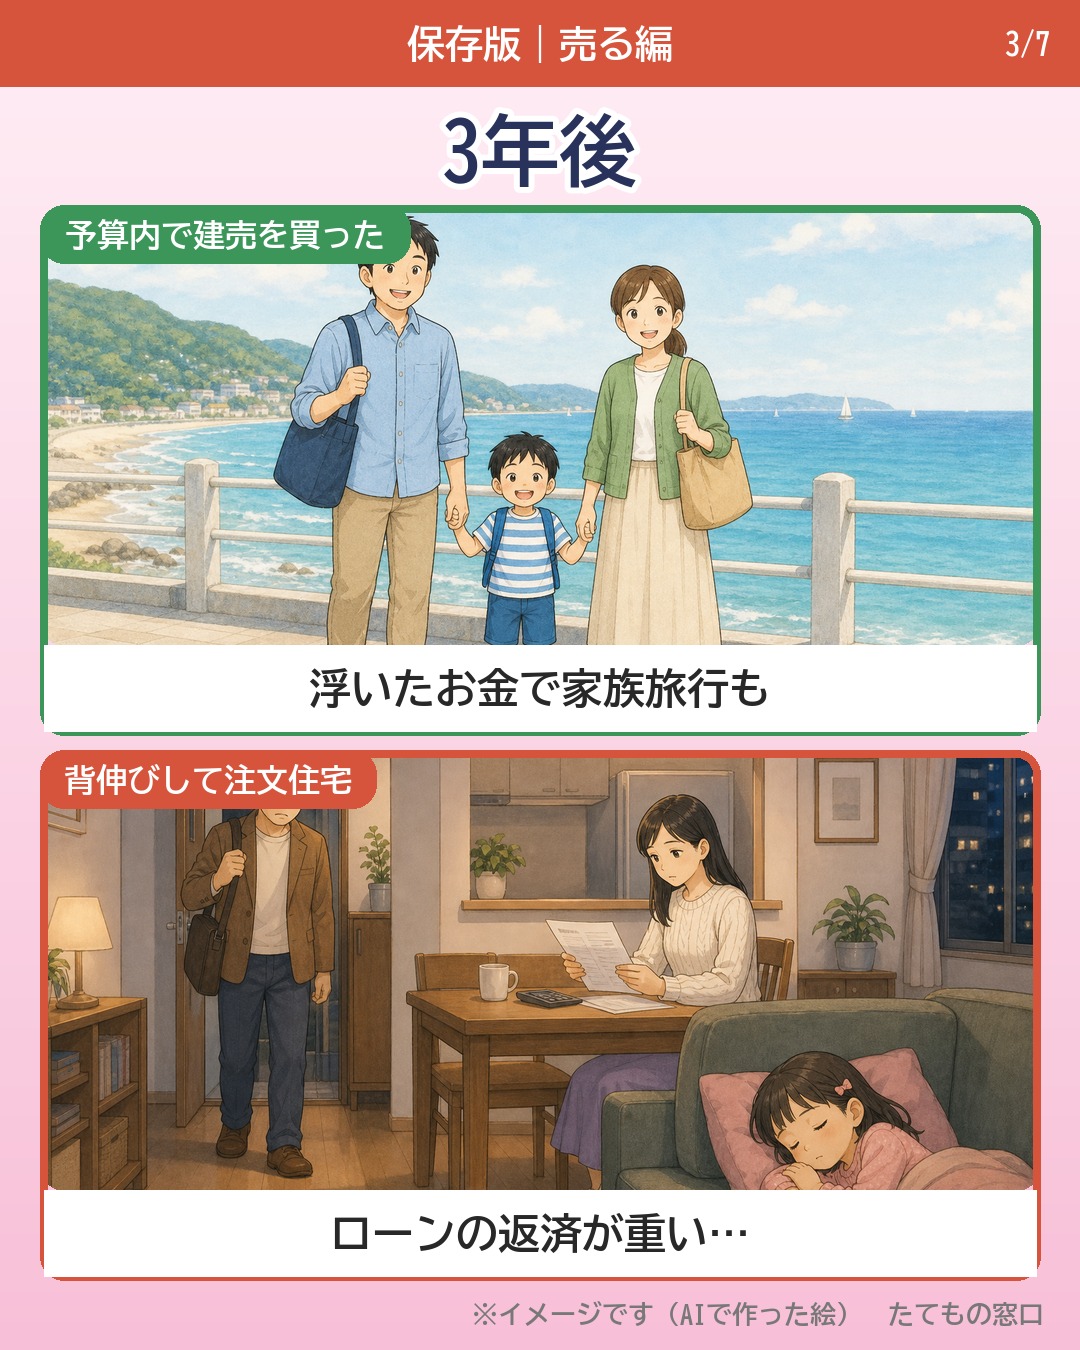 保存版｜売る編
3/7
3年後
予算内で建売を買った
浮いたお金で家族旅行も
背伸びして注文住宅
ローンの返済が重い…
※イメージです（AIで作った絵）　たてもの窓口